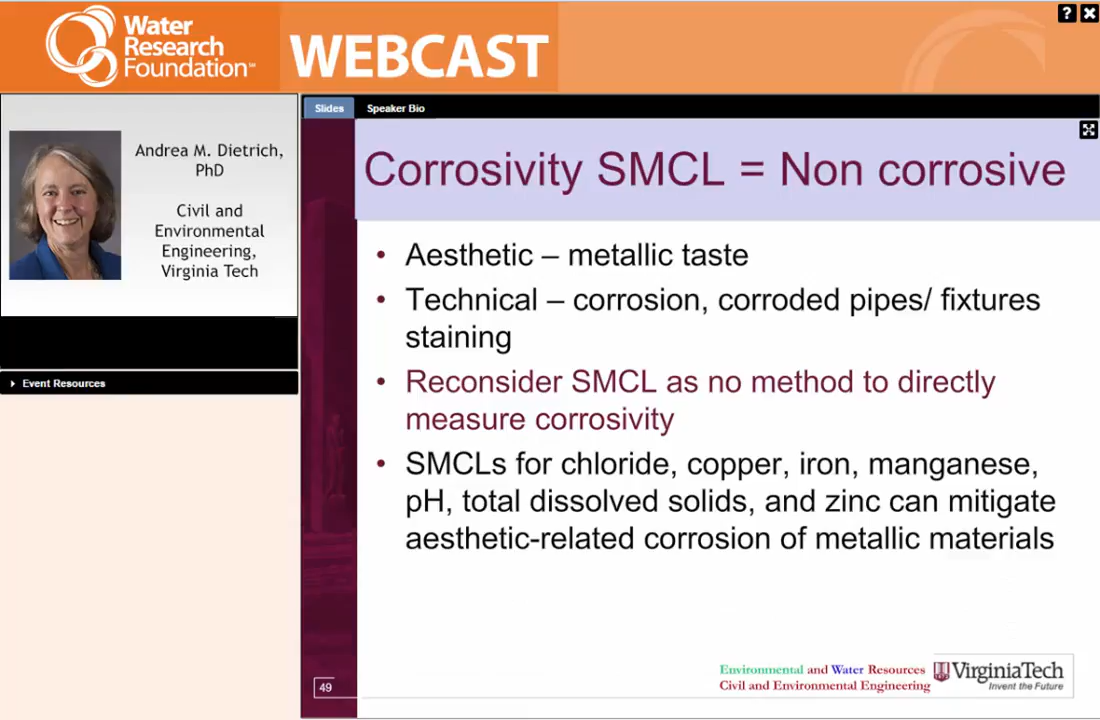 Water
Research
Foundation℠
WEBCAST
? 
Andrea M. Dietrich,
PhD
Civil and
Environmental
Engineering,
Virginia Tech
Event Resources
Slides
Speaker Bio
Corrosivity SMCL = Non corrosive
• Aesthetic – metallic taste
• Technical – corrosion, corroded pipes/ fixtures
staining
• Reconsider SMCL as no method to directly
measure corrosivity
• SMCLs for chloride, copper, iron, manganese,
pH, total dissolved solids, and zinc can mitigate
aesthetic-related corrosion of metallic materials
49
Environmental and Water Resources
Civil and Environmental Engineering
VirginiaTech
Invent the Future